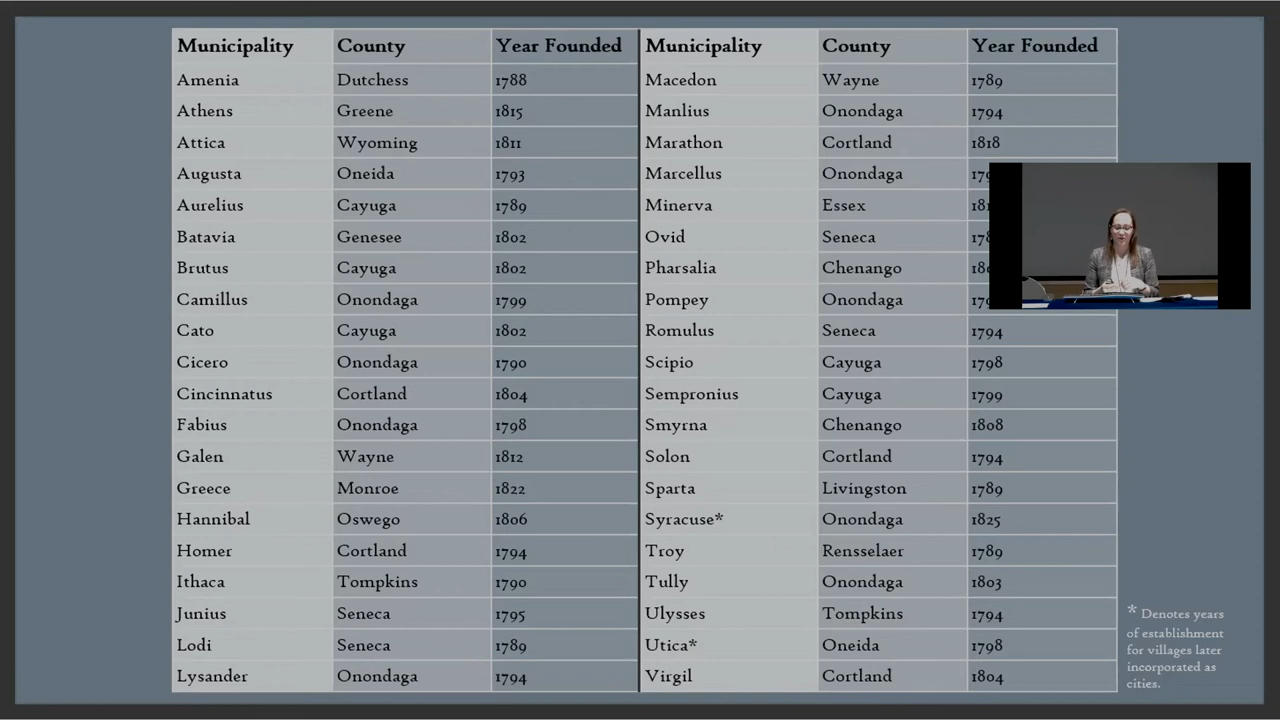 Municipality County Year Founded Municipality County Year Founded
Amenia Dutchess 1788 Macedon Wayne 1789
Athens Greene 1815 Manlius Onondaga 1794
Attica Wyoming 1811 Marathon Cortland 1818
Augusta Oneida 1793 Marcellus Onondaga
Aurelius Cayuga 1789 Minerva Essex
Batavia Genesee 1802 Ovid Seneca
Brutus Cayuga 1802 Pharsalia Chenango
Camillus Onondaga 1799 Pompey Onondaga
Cato Cayuga 1802 Romulus Seneca 1794
Cicero Onondaga 1790 Scipio Cayuga 1798
Cincinnatus Cortland 1804 Sempronius Cayuga 1799
Fabius Onondaga 1798 Smyrna Chenango 1808
Galen Wayne 1812 Solon Cortland 1794
Greece Monroe 1822 Sparta Livingston 1789
Hannibal Oswego 1806 Syracuse* Onondaga 1825
Homer Cortland 1794 Troy Rensselaer 1789
Ithaca Tompkins 1790 Tully Onondaga 1803
Junius Seneca 1795 Ulysses Tompkins 1794
Lodi Seneca 1789 Utica* Oneida 1798
Lysander Onondaga 1794 Virgil Cortland 1804
* Denotes years
of establishment
for villages later
incorporated as
cities.